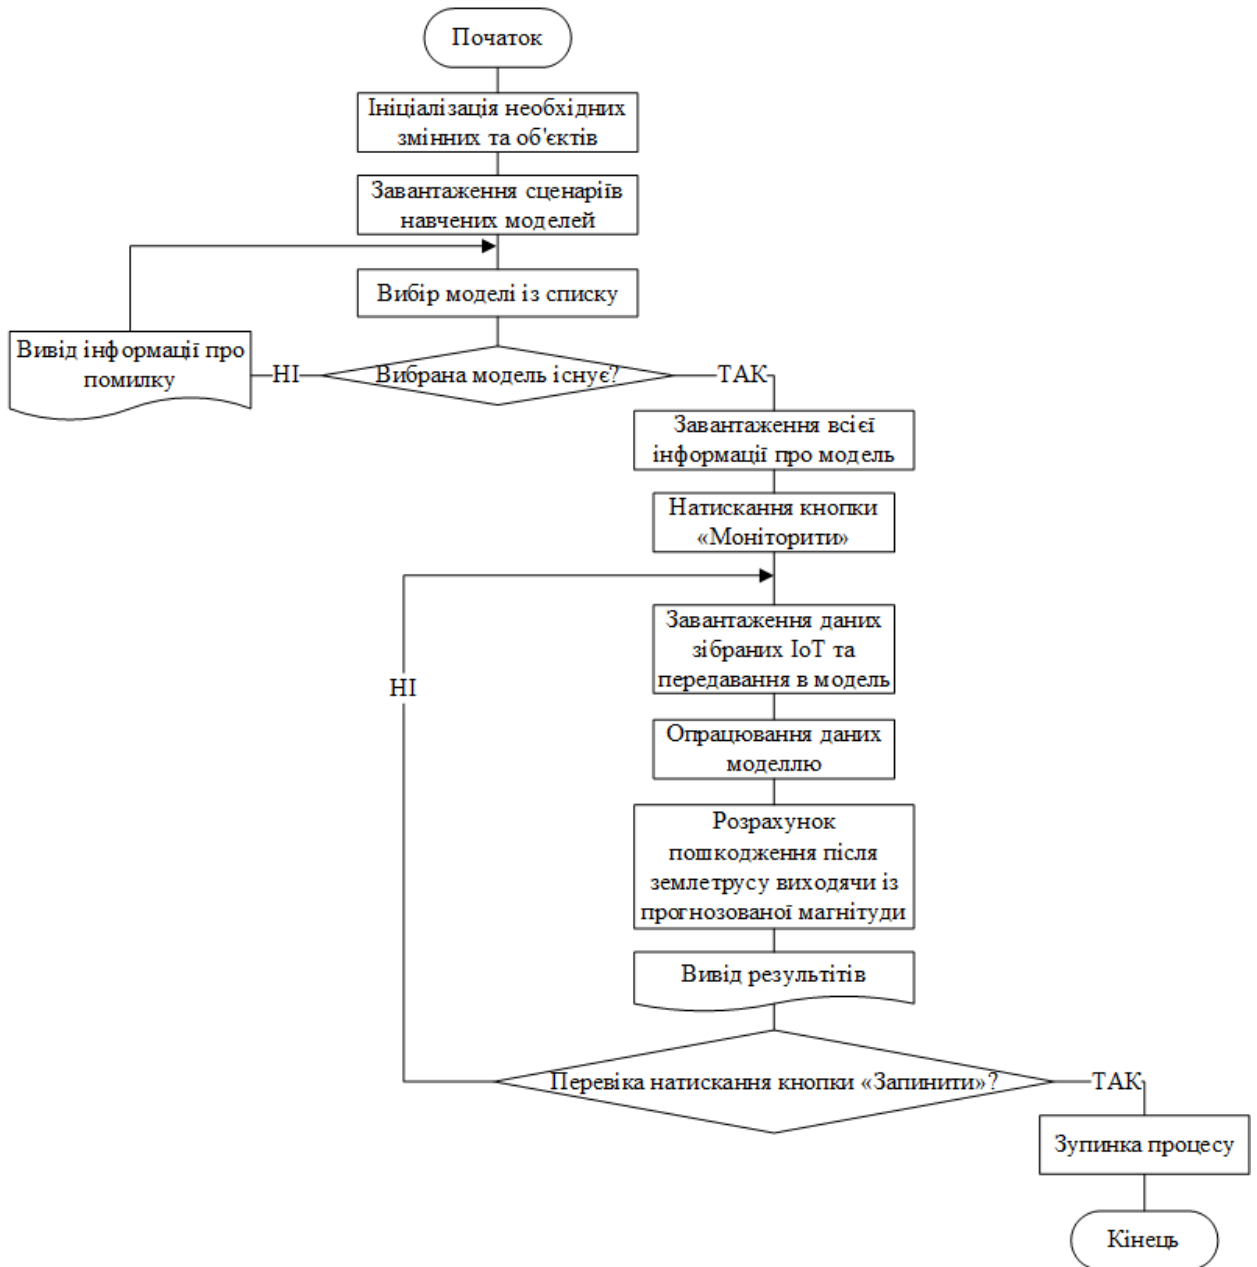 Початок
Ініціалізація необхідних
змінних та об'єктів
Завантаження сценаріїв
навчених моделей
Вибір моделі із списку
Вивід інформації про
помилку
НІ
Вибрана модель існує?
ТАК
Завантаження всієї
інформації про модель
Натискання кнопки
«Моніторити»
Завантаження даних
зібраних ІоТ та
передавання в модель
НІ
Опрацювання даних
моделлю
Розрахунок
пошкодження після
землетрусу виходячи із
прогнозованої магнітуди
Вивід результітів
Перевіка натискання кнопки «Запинити»?
ТАК
Зупинка процесу
Кінець